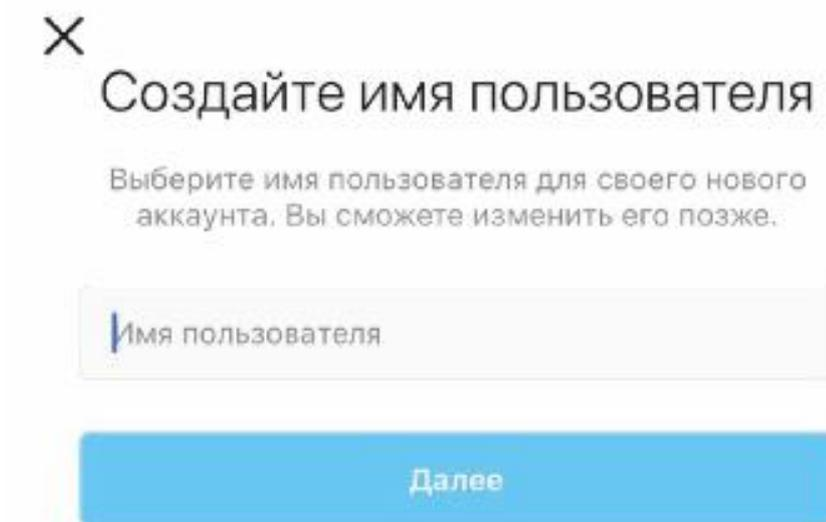 Создайте имя пользователя
Выберите имя пользователя для своего нового
аккаунта. Вы сможете изменить его позже.
Имя пользователя
Далее